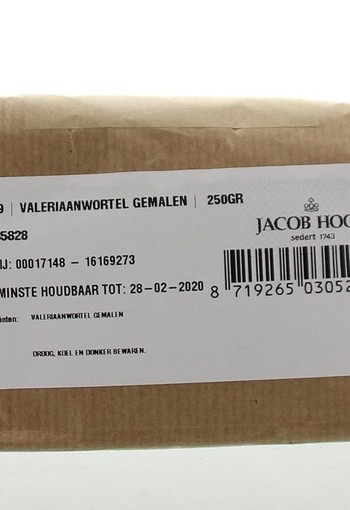 9 | VALERIAANWORTEL GEMALEN | 250GR
JACOB HOO
sedert 1743
5828
IJ: 00017148 – 16169273
MINSTE HOUDBAAR TOT: 28-02-2020
8 719265 03052
VALERIAANWORTEL GEMALEN
DROOG, KOEL EN DONKER BEWAREN.